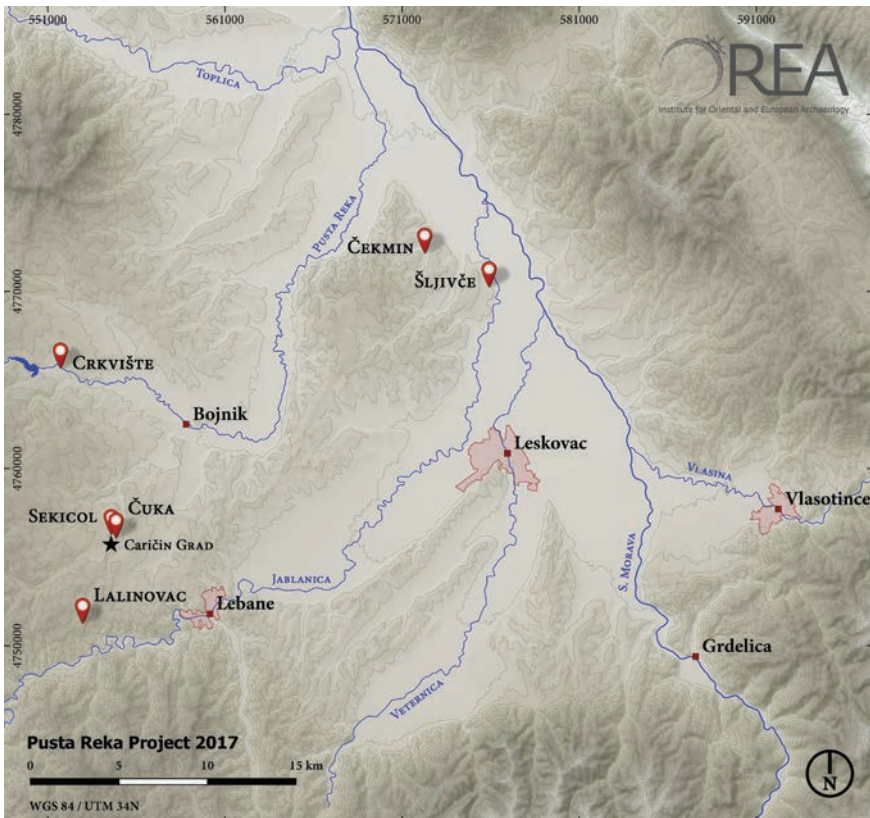 551000
561000
571000
581000
591000
OREA
Institute for Oriental and European Archaeology
TOPLICA
4780000
PUSTA REKA
ČEKMIN
ŠLJIVČE
4770000
CRKVIŠTE
Bojnik
Leskovac
4760000
VLASINA
Vlasotince
SEKICOL
ČUKA
CARIČIN GRAD
JABLANICA
S. MORAVA
LALINOVAC
Lebane
4750000
Grdelica
VETERNICA
Pusta Reka Project 2017
0 5 10 15 km
WGS 84 / UTM 34N
N